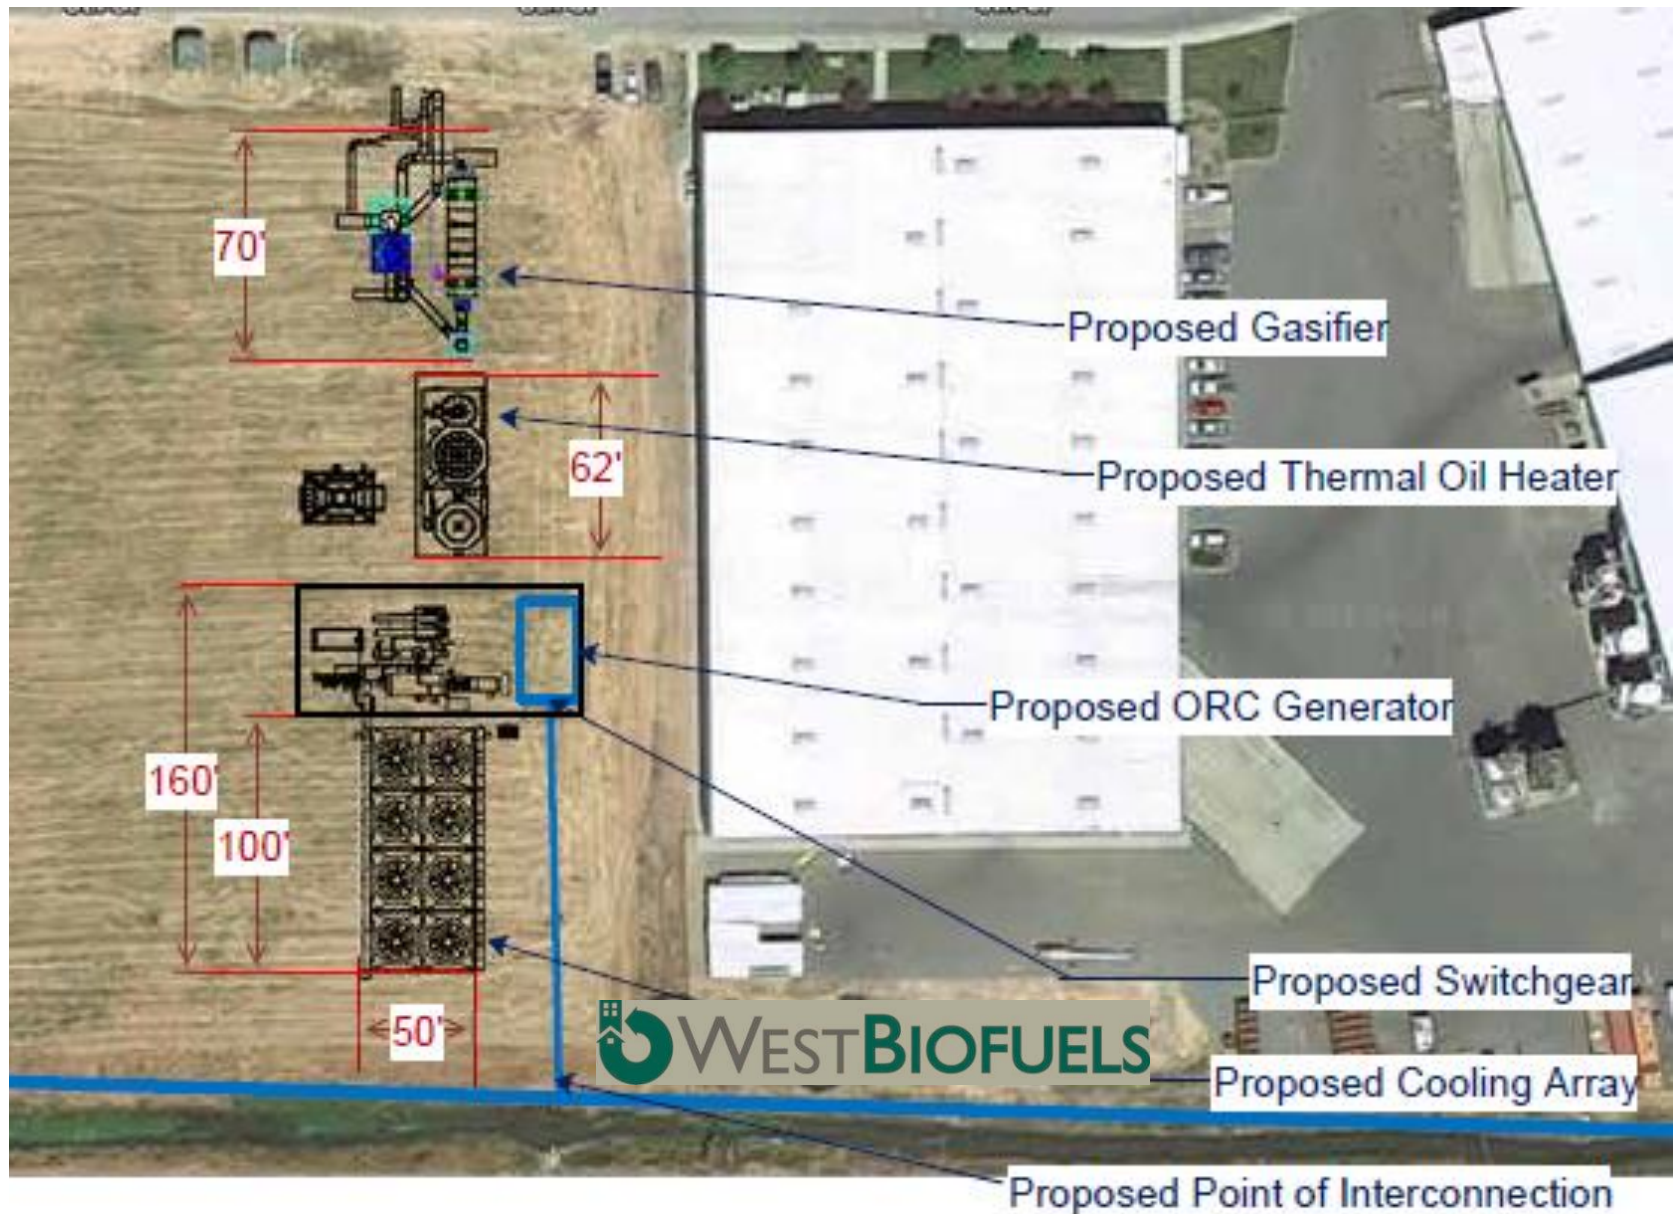 70'
Proposed Gasifier
62'
Proposed Thermal Oil Heater
Proposed ORC Generator
160'
100'
Proposed Switchgear
50'
WESTBIOFUELS
Proposed Cooling Array
Proposed Point of Interconnection